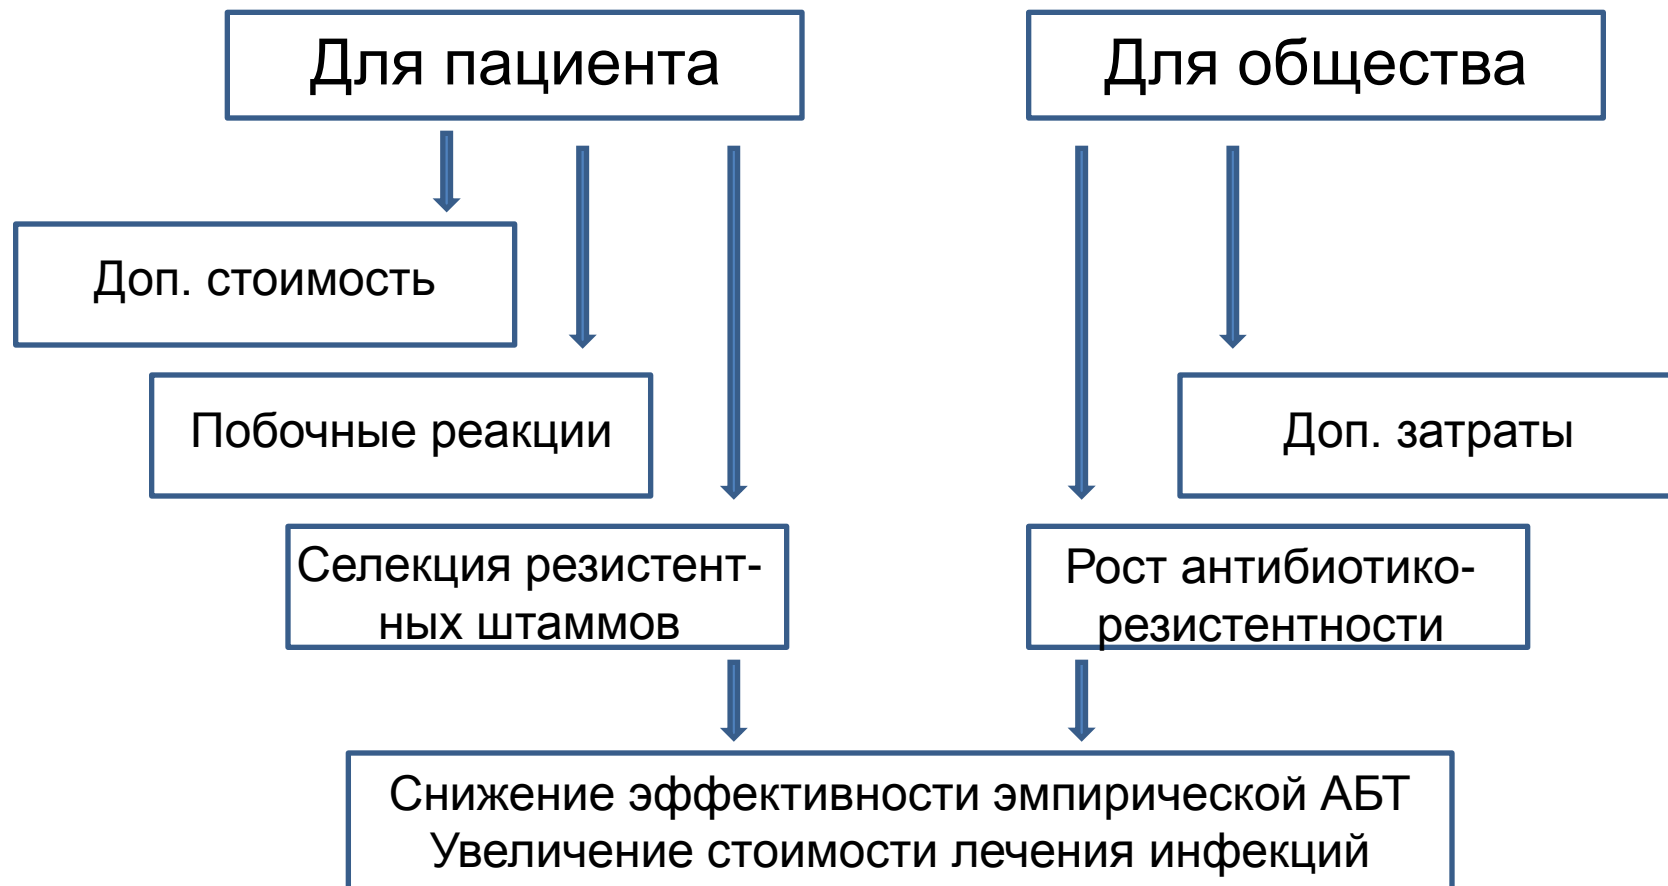 Для пациента
Для общества
Доп. стоимость
Побочные реакции
Доп. затраты
Селекция резистент-
ных штаммов
Рост антибиотико-
резистентности
Снижение эффективности эмпирической АБТ
Увеличение стоимости лечения инфекций